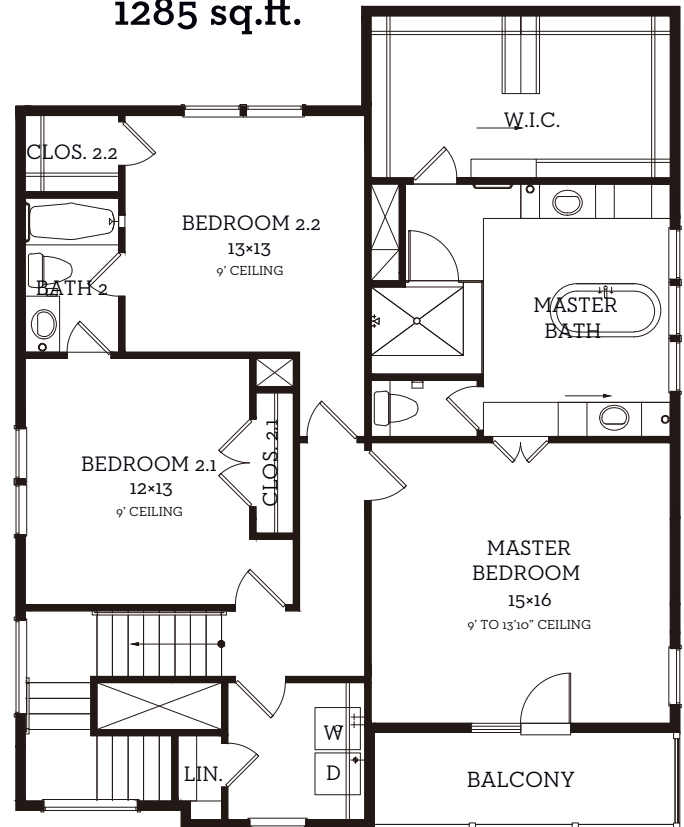 1285 sq.ft.
W.I.C.
CLOS. 2.2
BEDROOM 2.2
13×13
9' CEILING
BATH 2
MASTER
BATH
BEDROOM 2.1
12×13
9' CEILING
CLOS. 2.1
MASTER
BEDROOM
15×16
9' TO 13'10" CEILING
W
D
LIN.
BALCONY